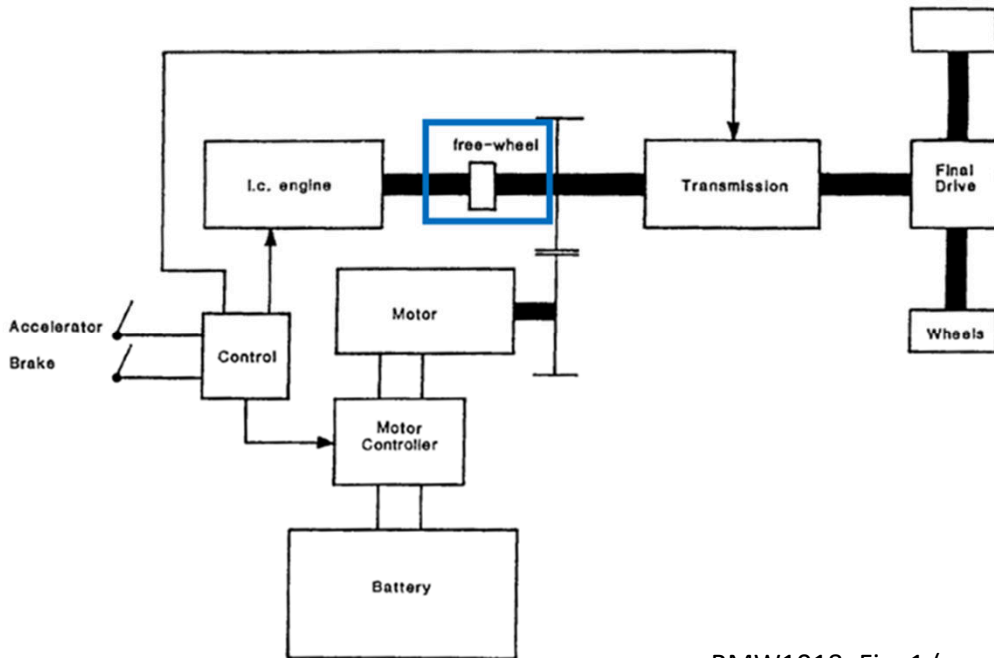 free-wheel
I.c. engine
Transmission
Final
Drive
Motor
Accelerator
Brake
Control
Wheels
Motor
Controller
Battery